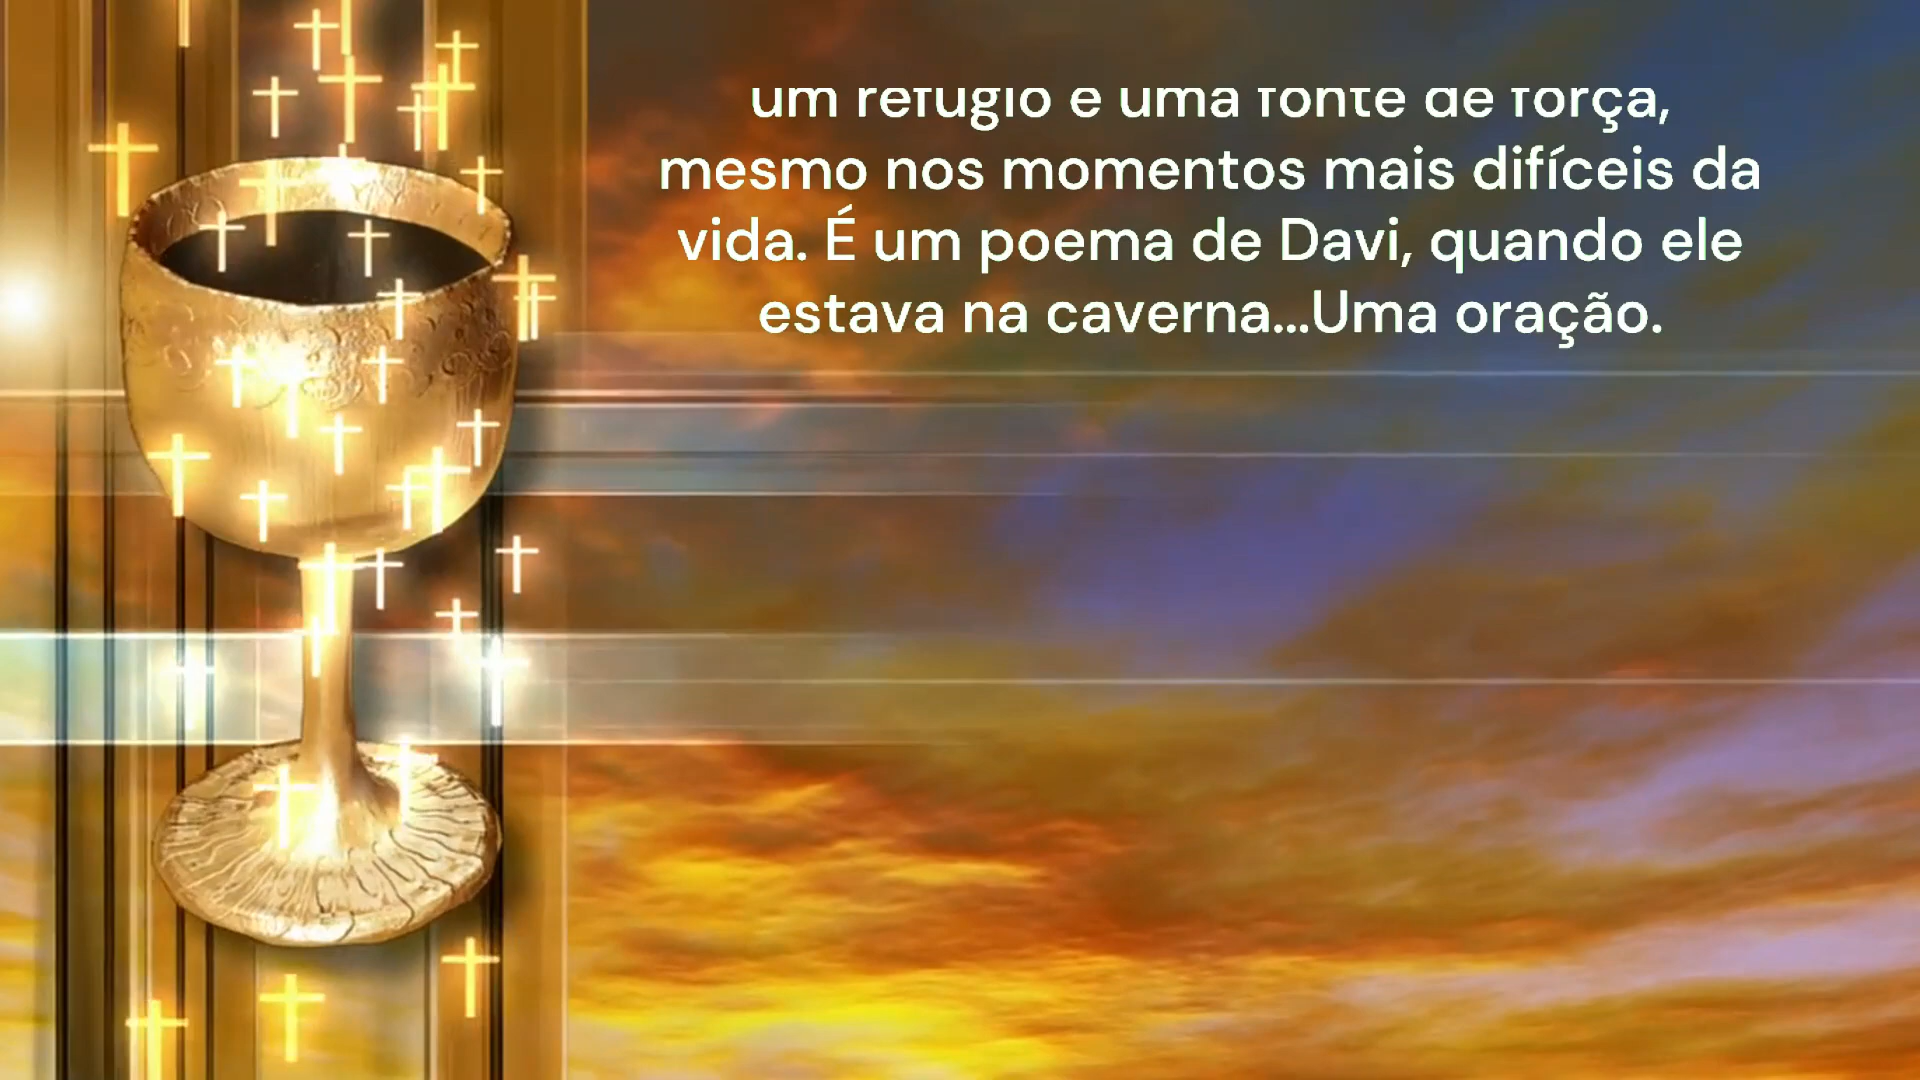 um refúgio e uma fonte de força,
mesmo nos momentos mais difíceis da
vida. É um poema de Davi, quando ele
estava na caverna...Uma oração.